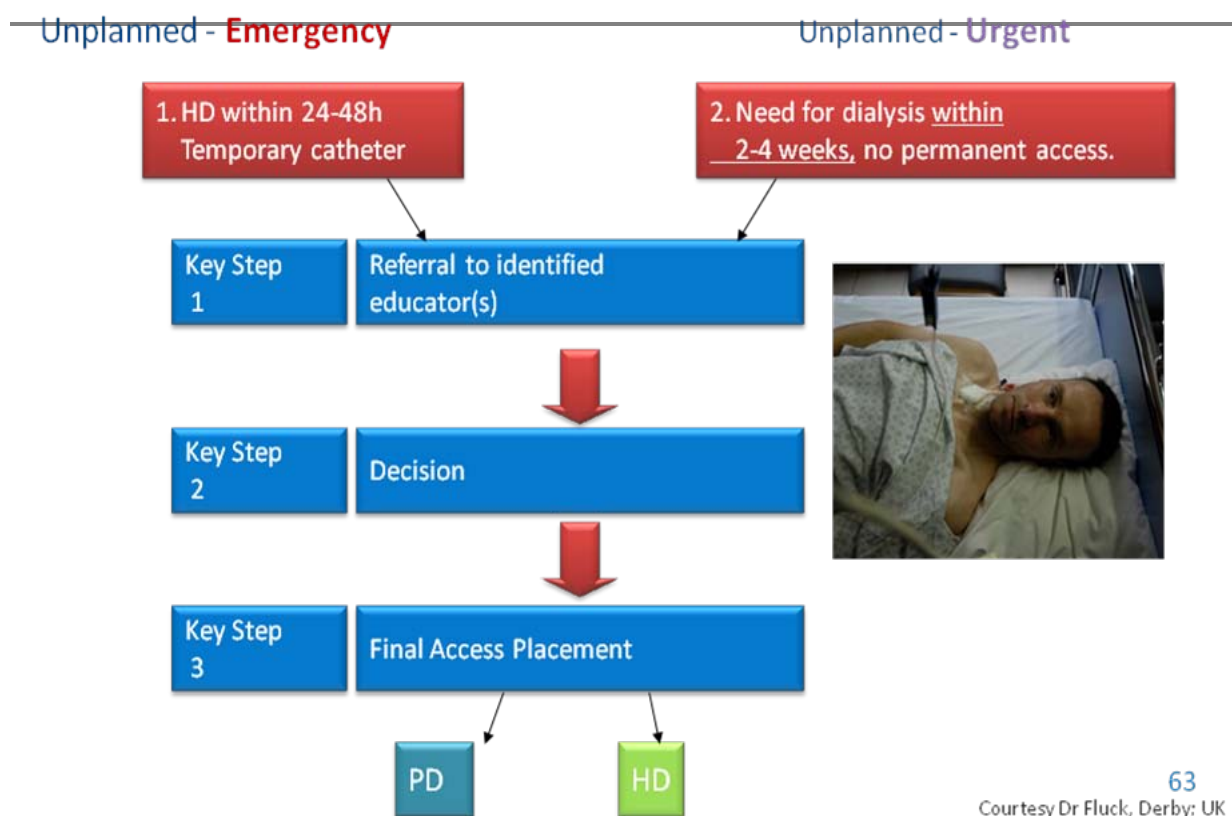 Unplanned - Emergency
Unplanned - Urgent
1. HD within 24-48h
Temporary catheter
2. Need for dialysis within
2-4 weeks, no permanent access.
Key Step
1
Referral to identified
educator(s)
Key Step
2
Decision
Key Step
3
Final Access Placement
PD
HD
63
Courtesy Dr Fluck, Derby; UK